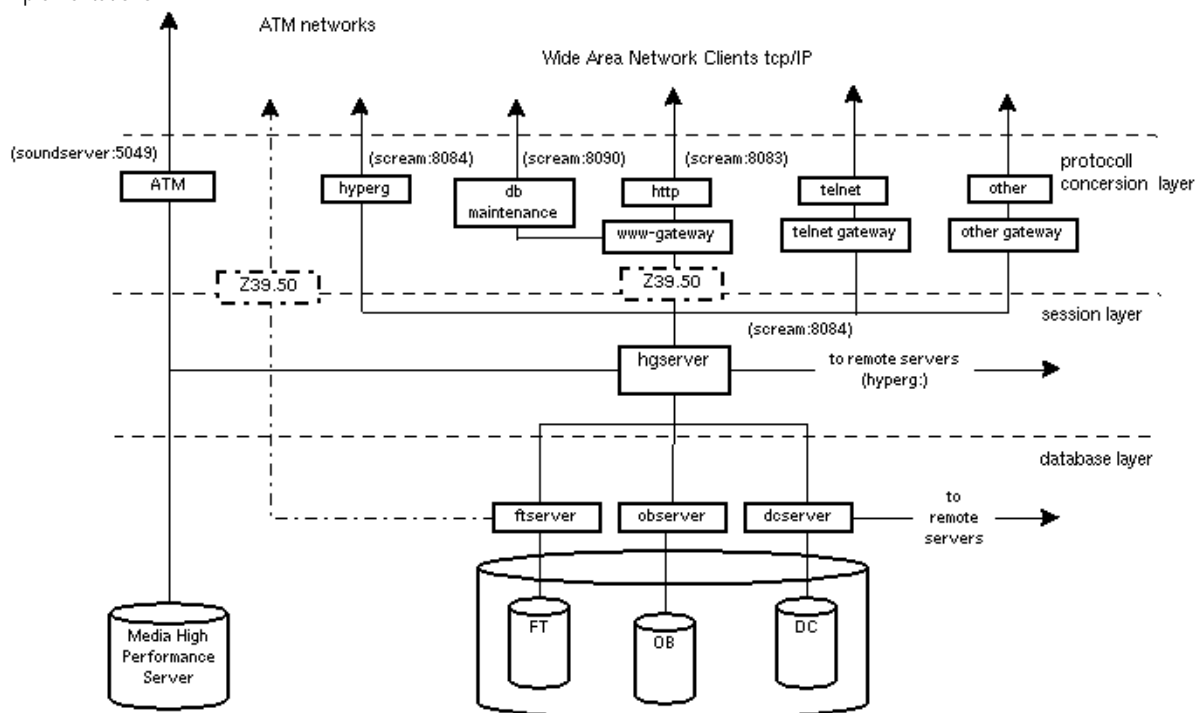 ATM networks
Wide Area Network Clients tcp/IP
(soundserver:5049)
(scream:8084)
(scream:8090)
(scream:8083)
protocoll
concersion layer
ATM
hyperg
db
maintenance
http
telnet
other
www-gateway
telnet gateway
other gateway
Z39.50
Z39.50
session layer
(scream:8084)
hgserver
to remote servers
(hyperg:)
database layer
ftserver
observer
dcserver
to
remote
servers
FT
OB
DC
Media High
Performance
Server